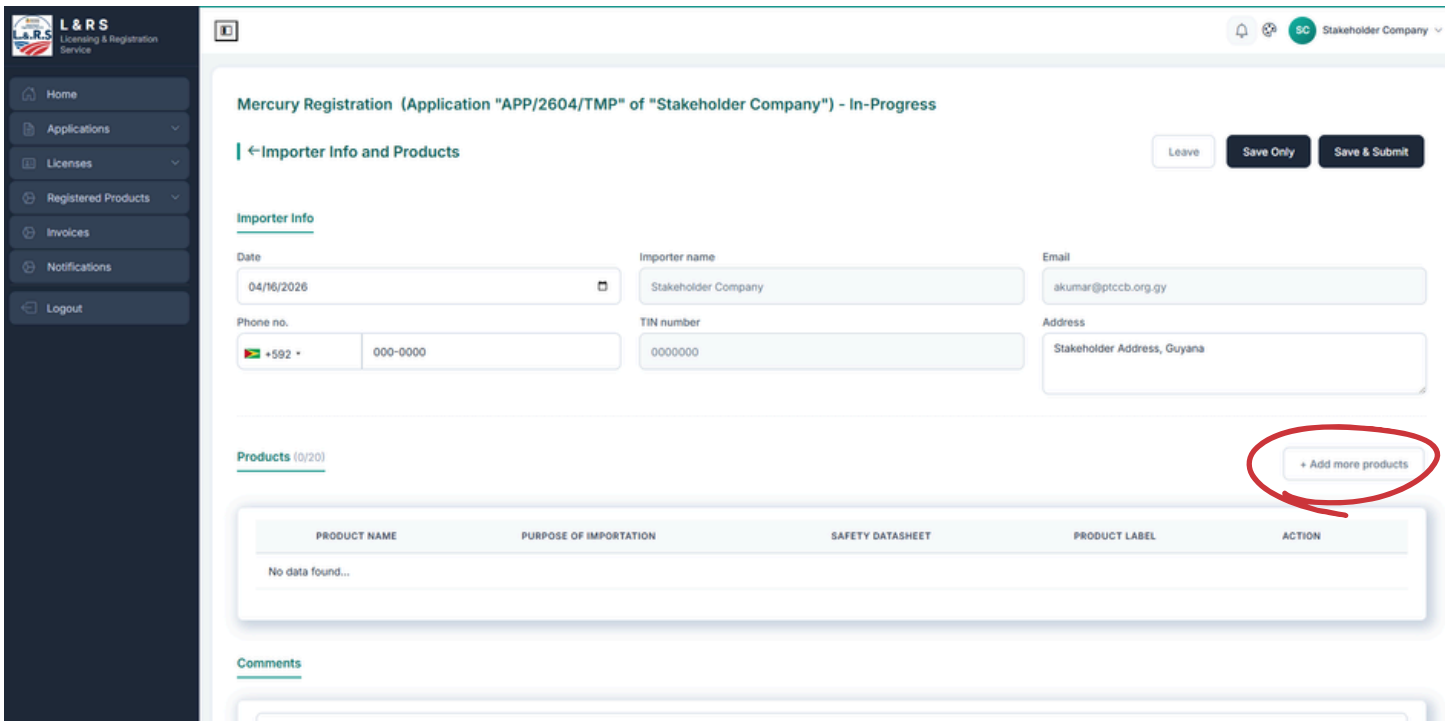 L & R S
Licensing & Registration
Service
L.&.R.S
SC
Stakeholder Company
Home
Applications
Licenses
Registered Products
Invoices
Notifications
Logout
Mercury Registration (Application "APP/2604/TMP" of "Stakeholder Company") - In-Progress
←Importer Info and Products
Leave
Save Only
Save & Submit
Importer Info
Date
Importer name
Email
04/16/2026
Stakeholder Company
akumar@ptccb.org.gy
Phone no.
TIN number
Address
+592
000-0000
0000000
Stakeholder Address, Guyana
Products (0/20)
+ Add more products
PRODUCT NAME
PURPOSE OF IMPORTATION
SAFETY DATASHEET
PRODUCT LABEL
ACTION
No data found...
Comments